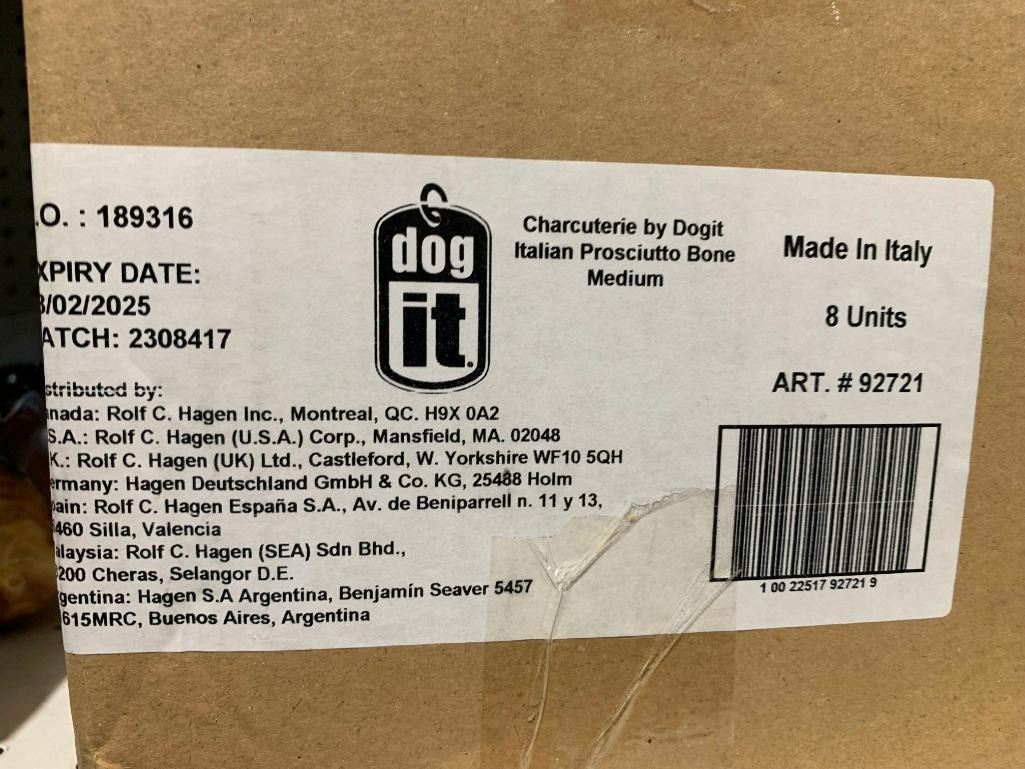 .O. : 189316
XPIRY DATE:
3/02/2025
ATCH: 2308417
dog
it.
Charcuterie by Dogit
Italian Prosciutto Bone
Medium
Made In Italy
8 Units
ART. # 92721
1 00 22517 92721 9
stributed by:
nada: Rolf C. Hagen Inc., Montreal, QC. H9X 0A2
S.A.: Rolf C. Hagen (U.S.A.) Corp., Mansfield, MA. 02048
K.: Rolf C. Hagen (UK) Ltd., Castleford, W. Yorkshire WF10 5QH
ermany: Hagen Deutschland GmbH & Co. KG, 25488 Holm
ain: Rolf C. Hagen España S.A., Av. de Beniparrell n. 11 y 13,
460 Silla, Valencia
alaysia: Rolf C. Hagen (SEA) Sdn Bhd.,
200 Cheras, Selangor D.E.
gentina: Hagen S.A Argentina, Benjamín Seaver 5457
615MRC, Buenos Aires, Argentina